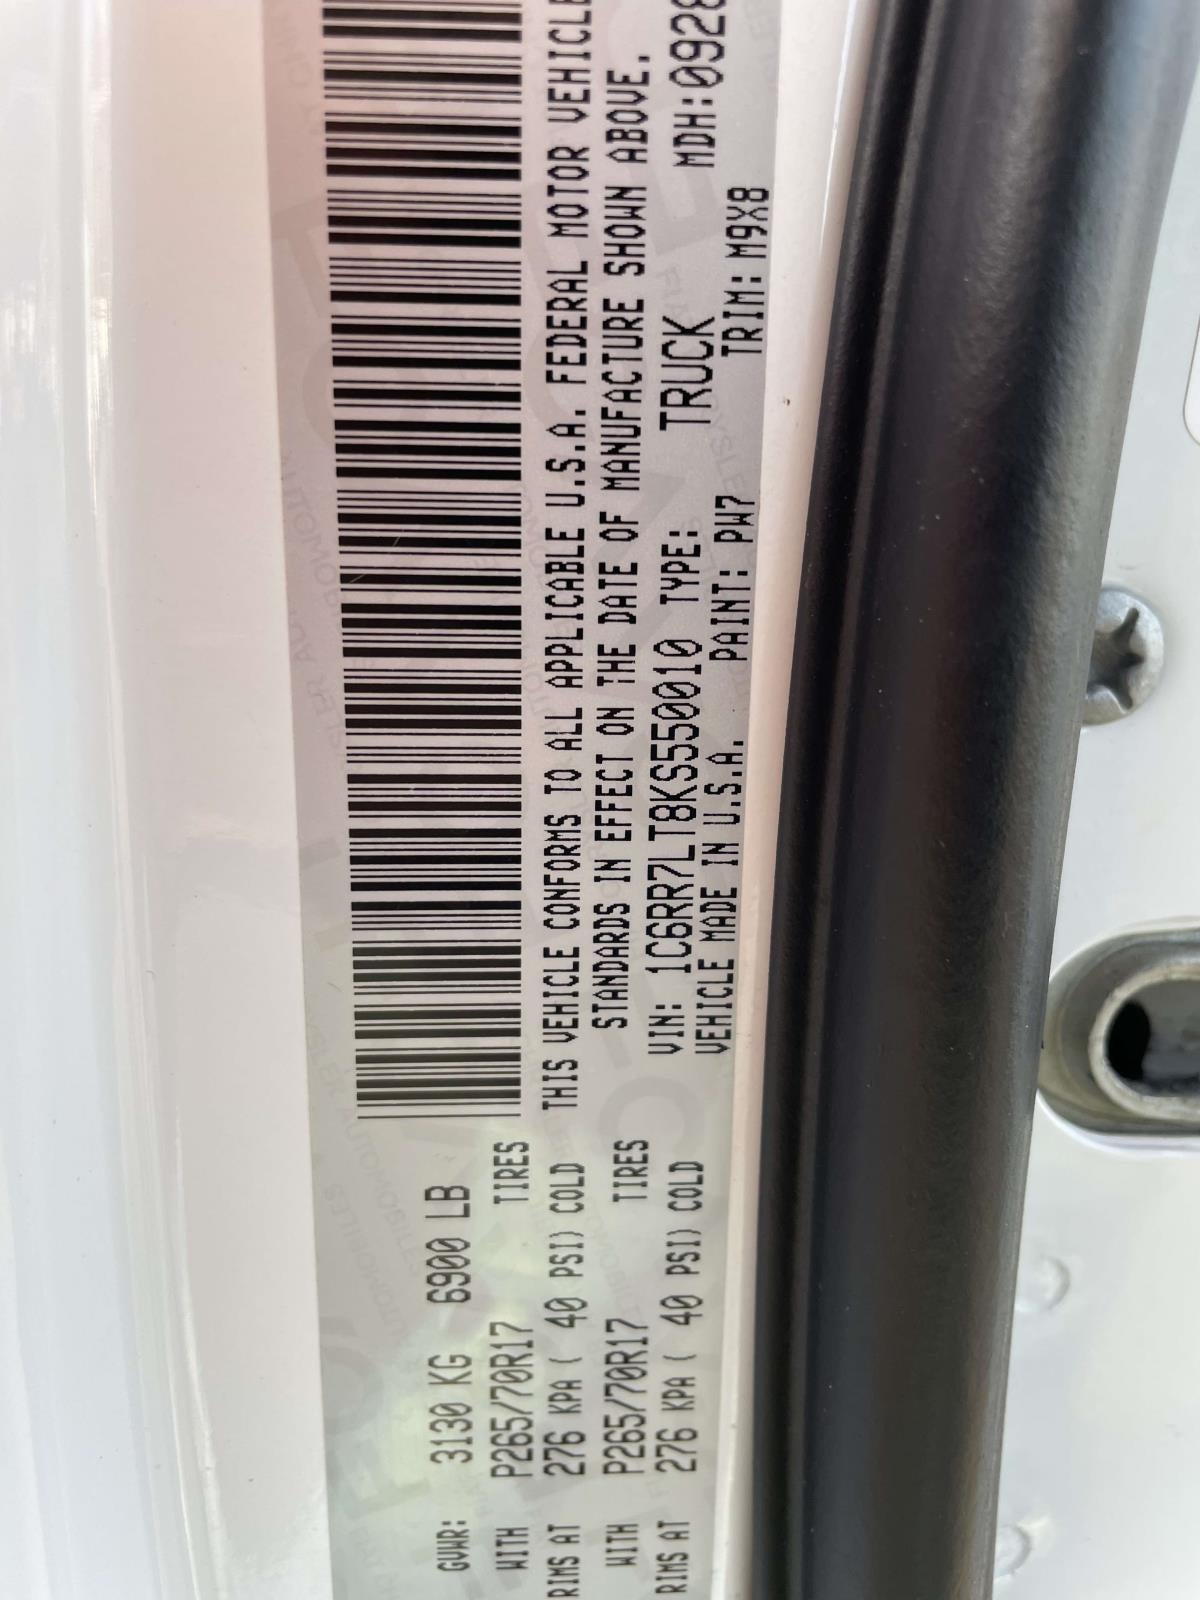 GVWR: 3130 KG 6900 LB
WITH P265/70R17 TIRES
RIMS AT 276 KPA ( 40 PSI) COLD
WITH P265/70R17 TIRES
RIMS AT 276 KPA ( 40 PSI) COLD
THIS VEHICLE CONFORMS TO ALL APPLICABLE U.S.A. FEDERAL MOTOR VEHICLE
STANDARDS IN EFFECT ON THE DATE OF MANUFACTURE SHOWN ABOVE.
VIN: 1C6RR7LT8KS550010 TYPE: TRUCK MDH:0928
VEHICLE MADE IN U.S.A. PAINT: PW7 TRIM: M9X8